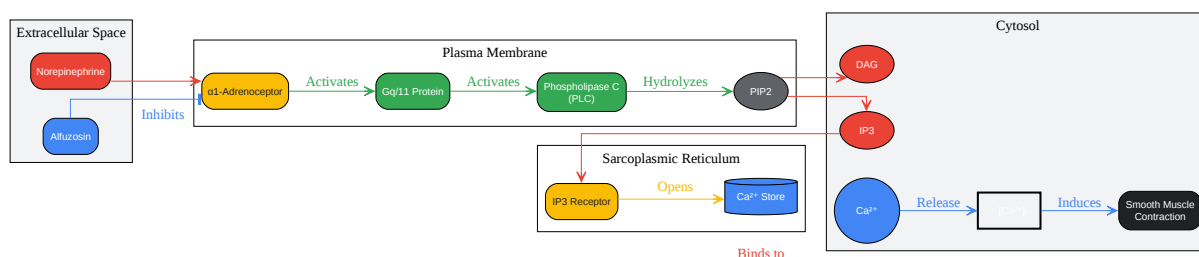 Extracellular Space
Norepinephrine
Alfuzosin
Inhibits
Plasma Membrane
α1-Adrenoceptor
Activates
Gq/11 Protein
Activates
Phospholipase C
(PLC)
Hydrolyzes
PIP2
Sarcoplasmic Reticulum
IP3 Receptor
Opens
Ca²⁺ Store
Binds to
Cytosol
DAG
IP3
Ca²⁺
Release
[Ca²⁺]
Induces
Smooth Muscle
Contraction